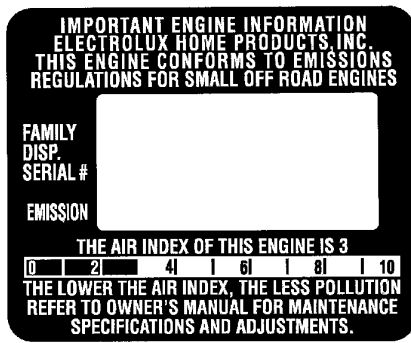 IMPORTANT ENGINE INFORMATION
ELECTROLUX HOME PRODUCTS, INC.
THIS ENGINE CONFORMS TO EMISSIONS
REGULATIONS FOR SMALL OFF ROAD ENGINES
FAMILY
DISP.
SERIAL #
EMISSION
THE AIR INDEX OF THIS ENGINE IS 3
0 2 4 6 8 10
THE LOWER THE AIR INDEX, THE LESS POLLUTION
REFER TO OWNER'S MANUAL FOR MAINTENANCE
SPECIFICATIONS AND ADJUSTMENTS.